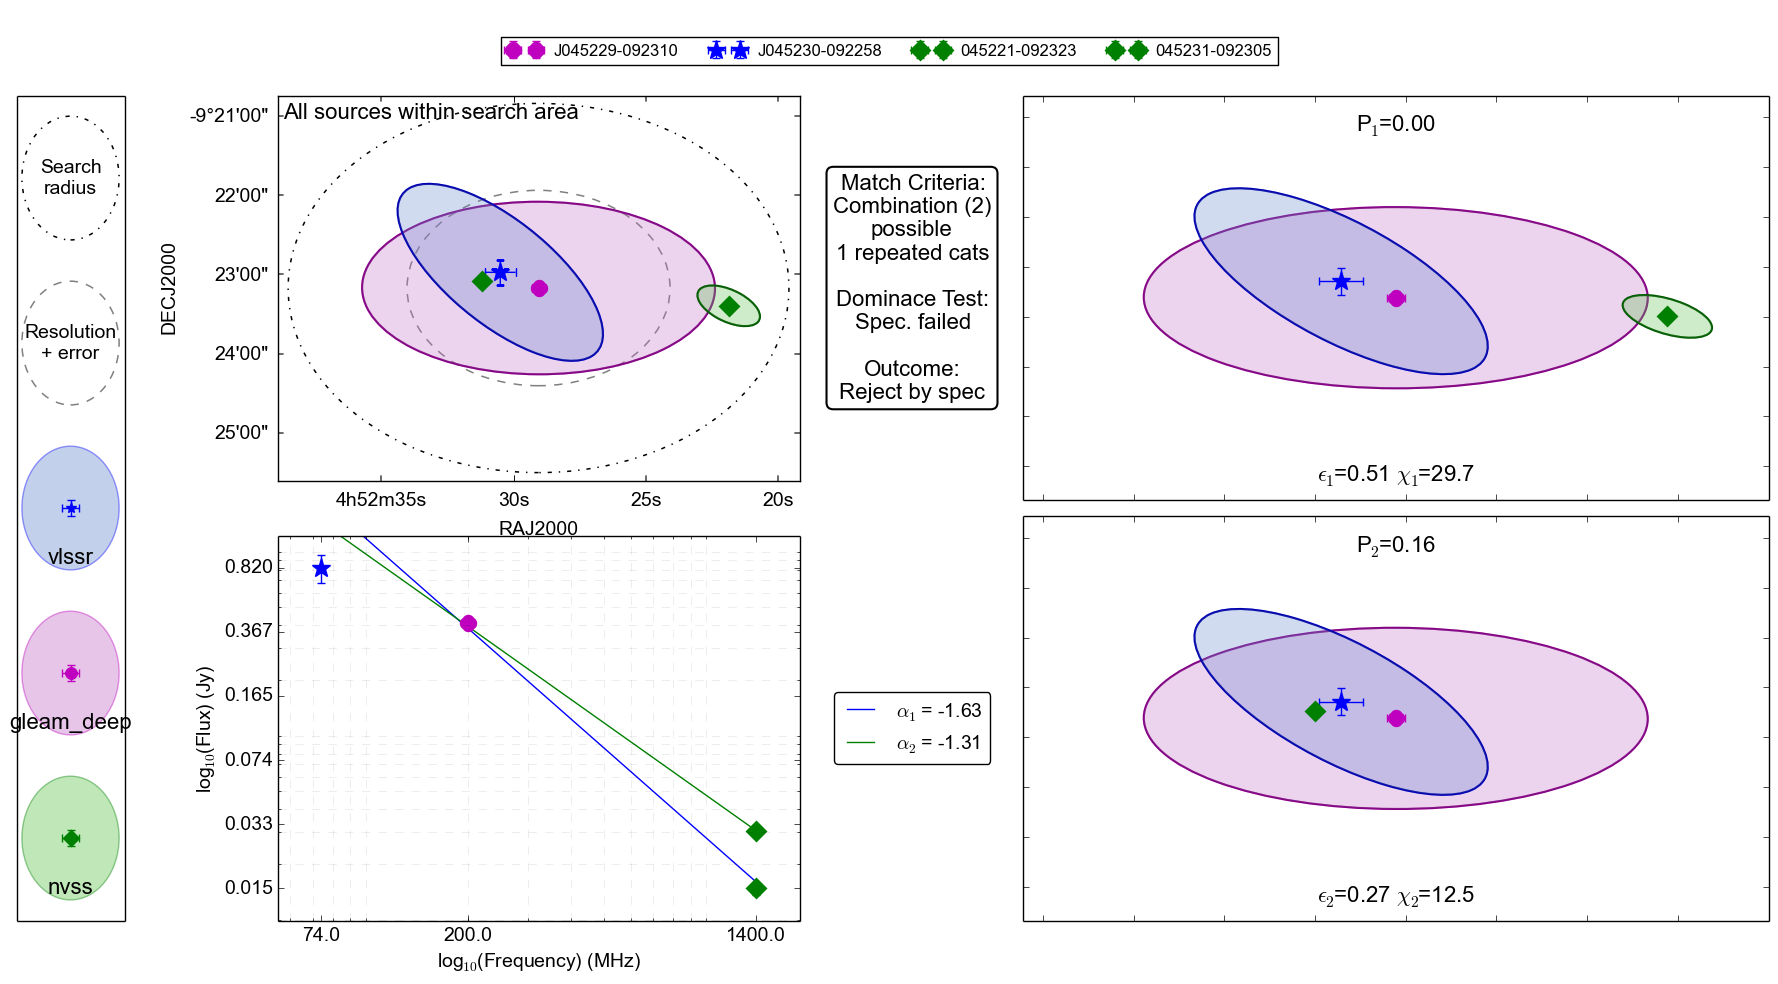 J045229-092310 J045230-092258 045221-092323 045231-092305
Search
radius
Resolution
+ error
vlssr
gleam_deep
nvss
All sources within search area
DECJ2000
-9°21'00"
22'00"
23'00"
24'00"
25'00"
4h52m35s 30s 25s 20s
RAJ2000
Match Criteria:
Combination (2)
possible
1 repeated cats
Dominace Test:
Spec. failed
Outcome:
Reject by spec
P₁=0.00
ϵ₁=0.51 χ₁=29.7
log₁₀(Flux) (Jy)
0.820
0.367
0.165
0.074
0.033
0.015
74.0 200.0 1400.0
log₁₀(Frequency) (MHz)
α₁ = -1.63
α₂ = -1.31
P₂=0.16
ϵ₂=0.27 χ₂=12.5